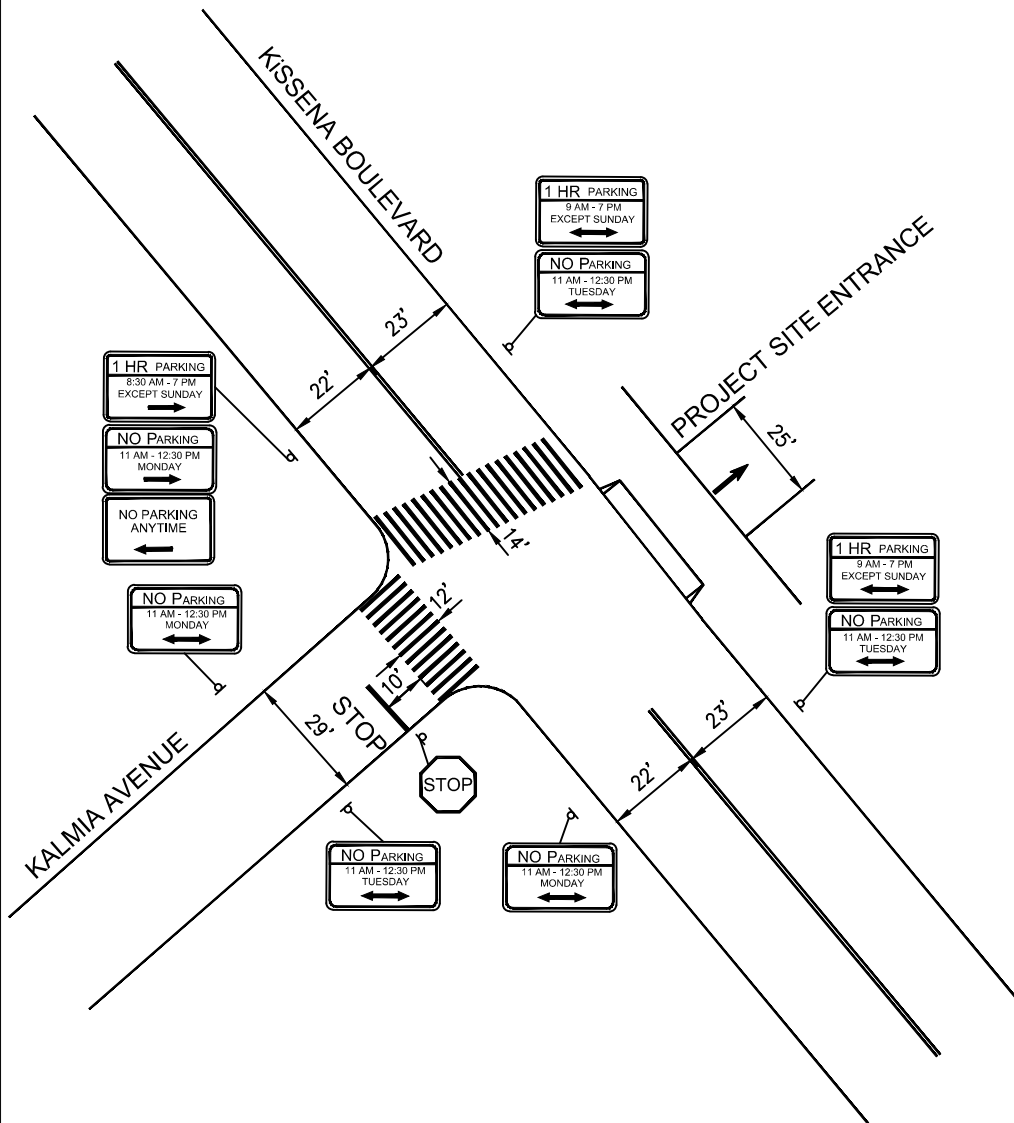 KiSSENA BOULEVARD
1 HR PARKING
9 AM - 7 PM
EXCEPT SUNDAY
NO PARKING
11 AM - 12:30 PM
TUESDAY
PROJECT SITE ENTRANCE
25'
23'
22'
1 HR PARKING
8:30 AM - 7 PM
EXCEPT SUNDAY
NO PARKING
11 AM - 12:30 PM
MONDAY
NO PARKING
ANYTIME
14'
1 HR PARKING
9 AM - 7 PM
EXCEPT SUNDAY
NO PARKING
11 AM - 12:30 PM
TUESDAY
NO PARKING
11 AM - 12:30 PM
MONDAY
12'
10'
STOP
29'
23'
22'
KALMIA AVENUE
STOP
NO PARKING
11 AM - 12:30 PM
TUESDAY
NO PARKING
11 AM - 12:30 PM
MONDAY